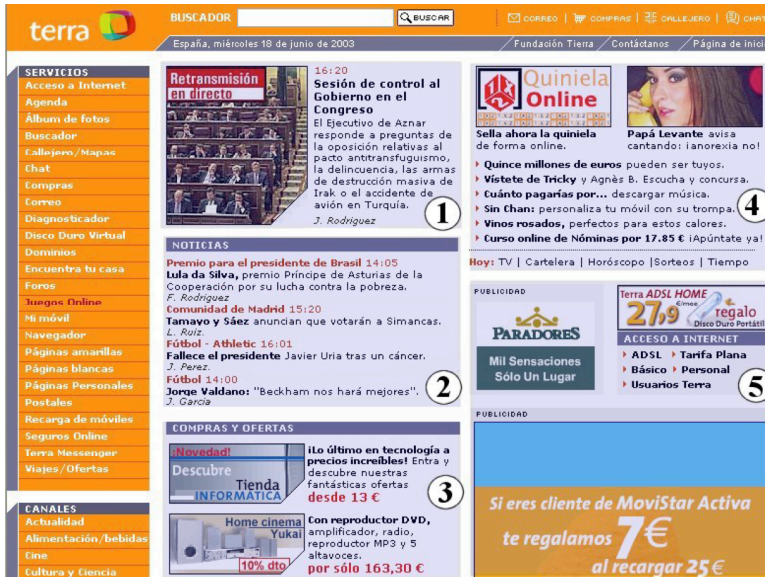 terra
BUSCADOR
BUSCAR
CORREO | COMPRAS | CALLEJERO | CHAT
España, miércoles 18 de junio de 2003
Fundación Tierra / Contáctanos / Página de inici
SERVICIOS
Acceso a Internet
Agenda
Álbum de fotos
Buscador
Callejero/Mapas
Chat
Compras
Correo
Diagnosticador
Disco Duro Virtual
Dominios
Encuentra tu casa
Foros
Juegos Online
Mi móvil
Navegador
Páginas amarillas
Páginas blancas
Páginas Personales
Postales
Recarga de móviles
Seguros Online
Terra Messenger
Viajes/Ofertas
CANALES
Actualidad
Alimentación/bebidas
Cine
Cultura y Ciencia
Retransmisión
en directo
16:20
Sesión de control al
Gobierno en el
Congreso
El Ejecutivo de Aznar
responde a preguntas de
la oposición relativas al
pacto antitransfuguismo,
la delincuencia, las armas
de destrucción masiva de
Irak o el accidente de
avión en Turquía.
J. Rodriguez
1
NOTICIAS
Premio para el presidente de Brasil 14:05
Lula da Silva, premio Príncipe de Asturias de la
Cooperación por su lucha contra la pobreza.
F. Rodriguez
Comunidad de Madrid 15:20
Tamayo y Sáez anuncian que votarán a Simancas.
L. Ruiz.
Fútbol - Athletic 16:01
Fallece el presidente Javier Uria tras un cáncer.
J. Perez.
Fútbol 14:00
Jorge Valdano: "Beckham nos hará mejores".
J. Garcia
2
COMPRAS Y OFERTAS
¡Novedad!
Descubre
Tienda
INFORMÁTICA
¡Lo último en tecnología a
precios increíbles! Entra y
descubre nuestras
fantásticas ofertas
desde 13 €
3
Home cinema
Yukai
10% dto
Con reproductor DVD,
amplificador, radio,
reproductor MP3 y 5
altavoces.
por sólo 163,30 €
Quiniela
Online
Sella ahora la quiniela
de forma online.
Papá Levante avisa
cantando: ¡anorexia no!
Quince millones de euros pueden ser tuyos.
Vístete de Tricky y Agnès B. Escucha y concursa.
Cuánto pagarías por... descargar música.
Sin Chan: personaliza tu móvil con su trompa.
Vinos rosados, perfectos para estos calores.
Curso online de Nóminas por 17.85 € ¡Apúntate ya!
4
Hoy: TV | Cartelera | Horóscopo |Sorteos | Tiempo
PUBLICIDAD
PARADORES
Mil Sensaciones
Sólo Un Lugar
Terra ADSL HOME
27,9 €/mes
regalo
Disco Duro Portátil
ACCESO A INTERNET
ADSL Tarifa Plana
Básico Personal
Usuarios Terra
5
PUBLICIDAD
Si eres cliente de MoviStar Activa
te regalamos 7€
al recargar 25€